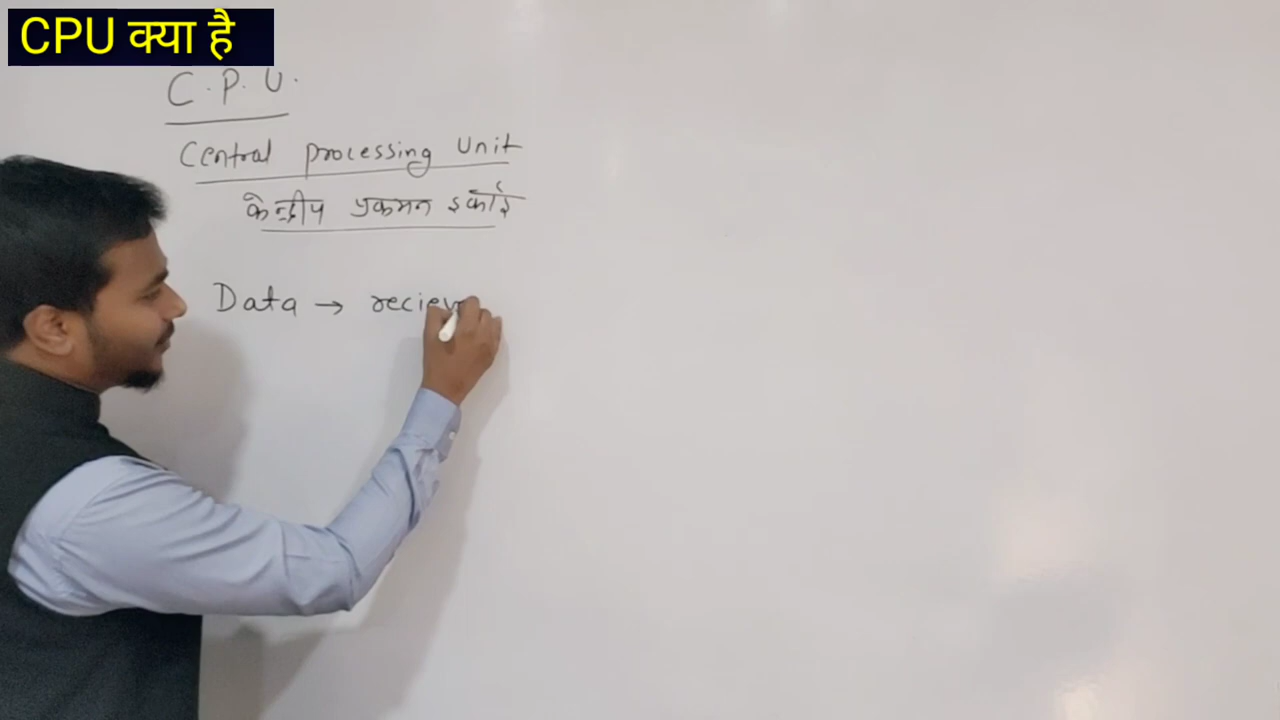 CPU क्या है
C.P.U.
Central processing Unit
केन्द्रीय प्रकमन इकाई
Data → reciev